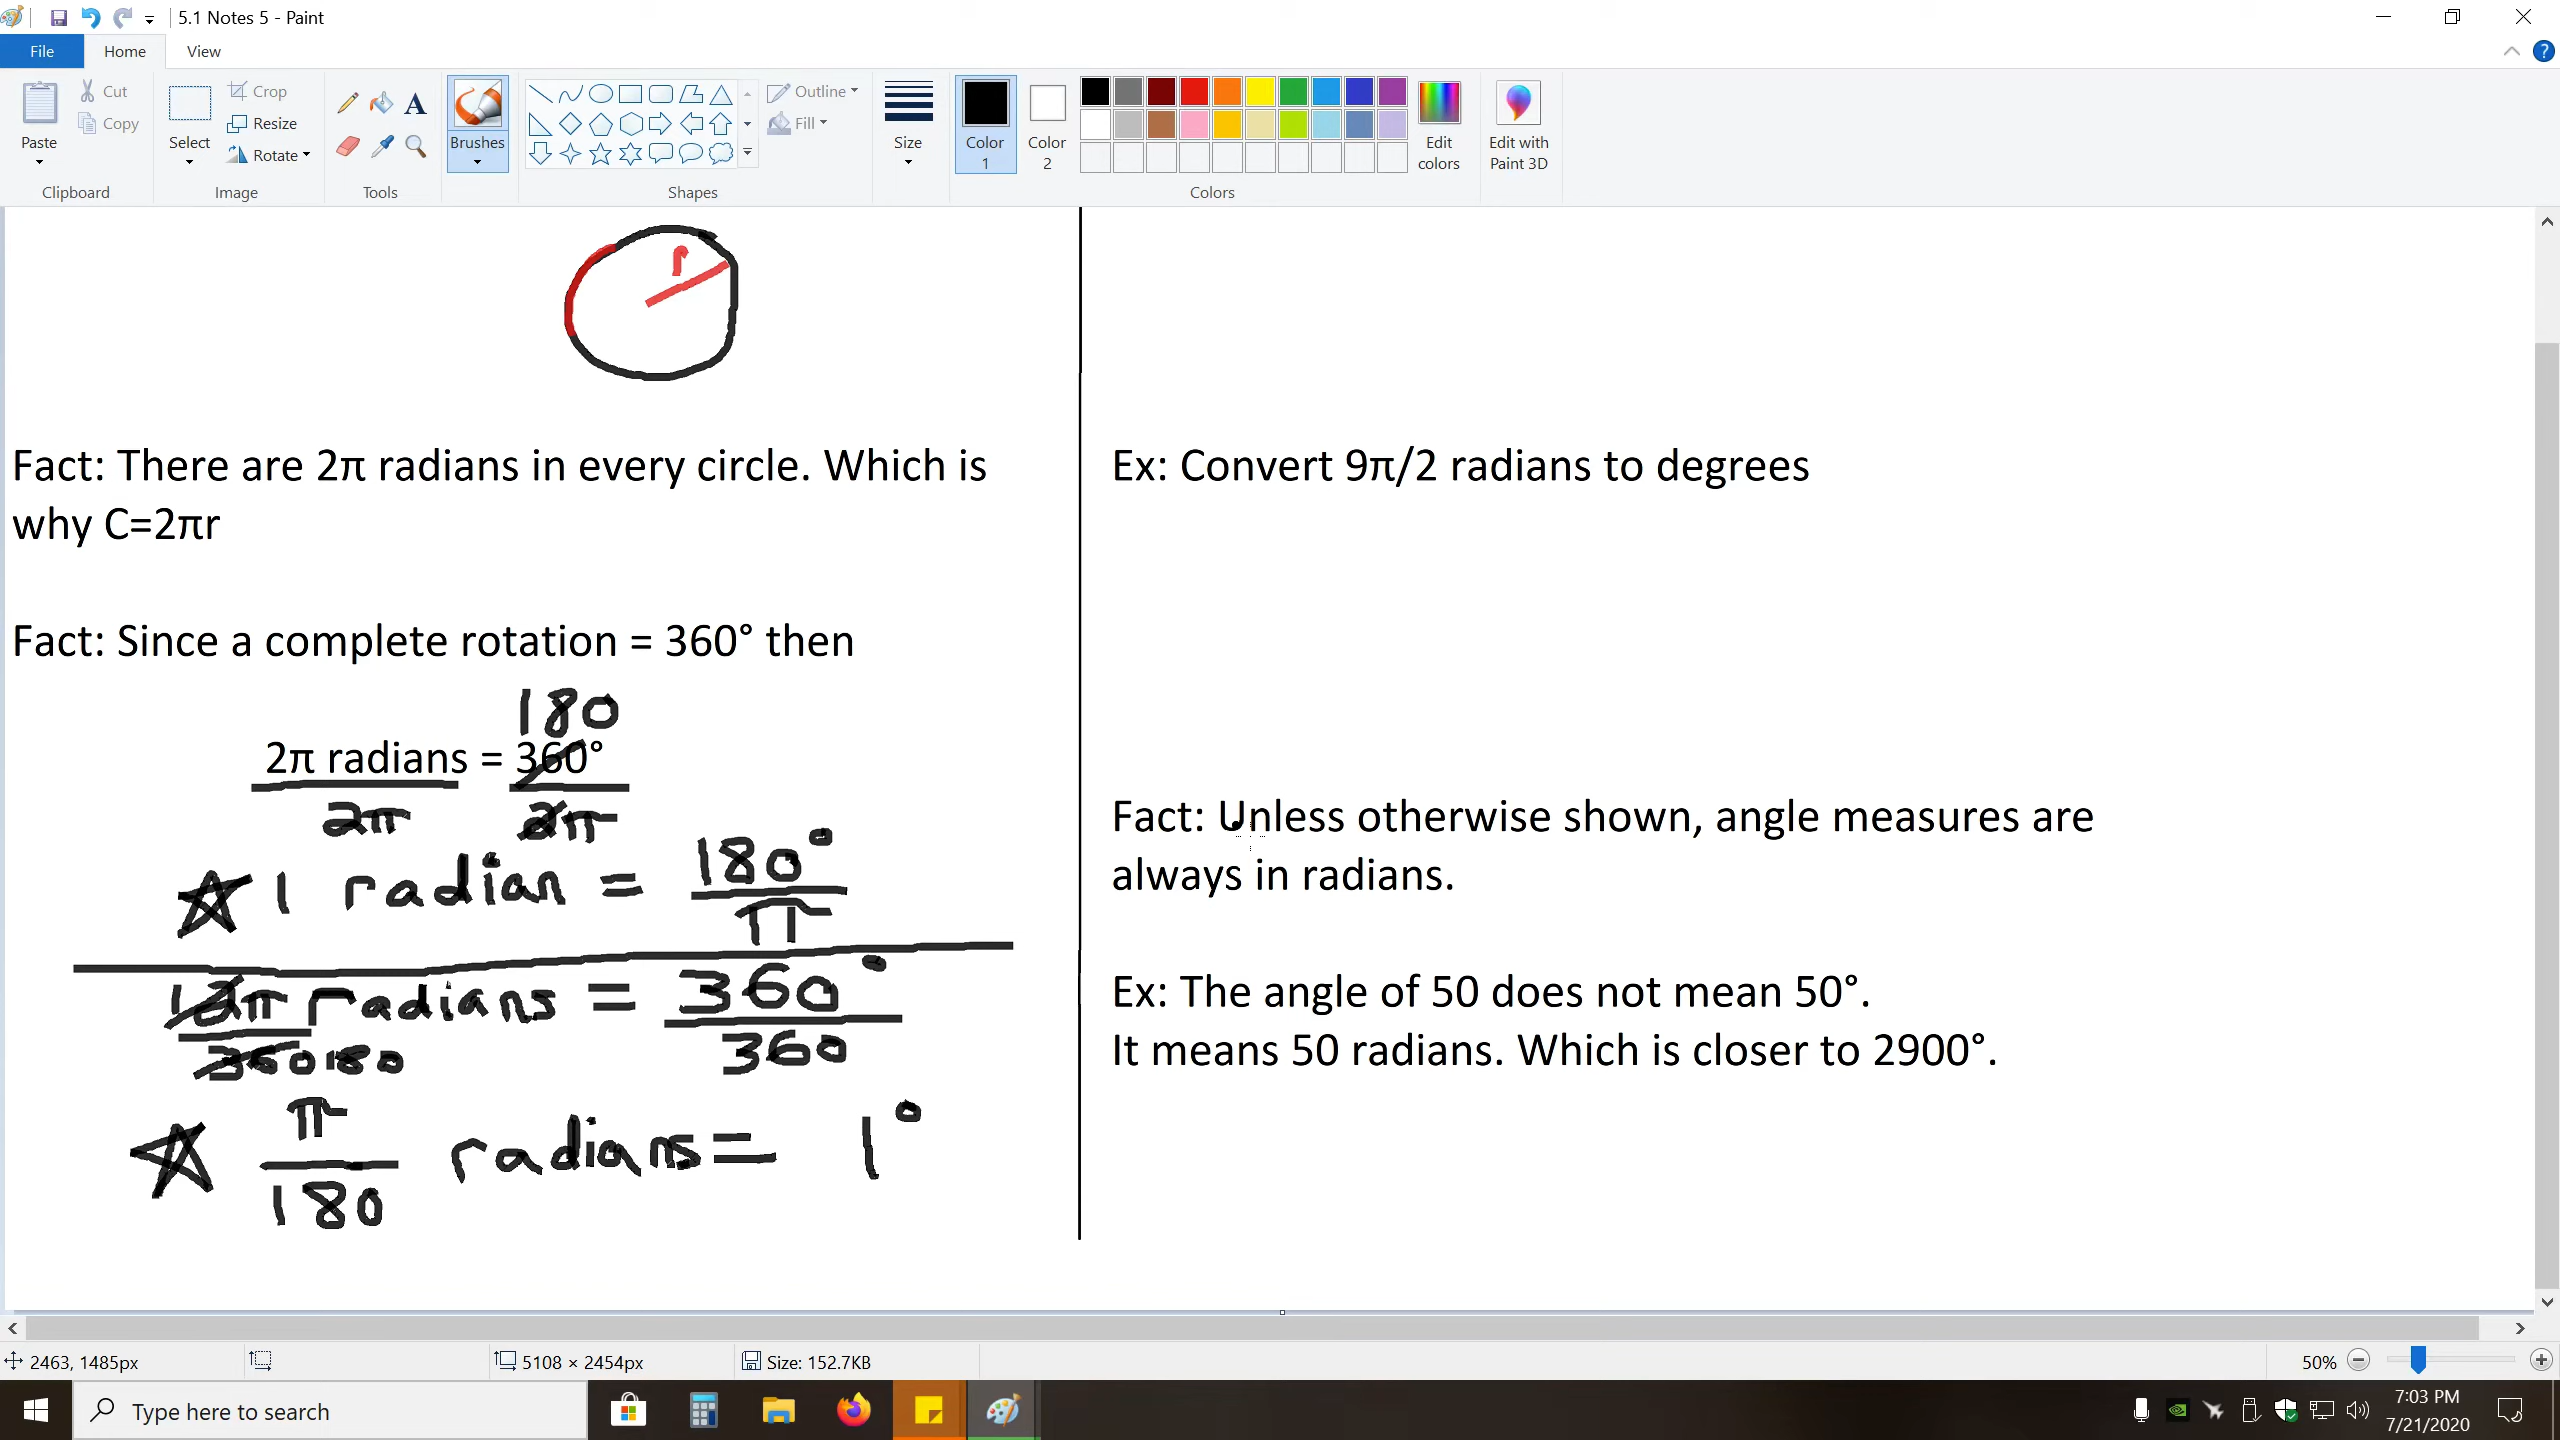 5.1 Notes 5 - Paint
File
Home
View
Paste
Cut
Copy
Clipboard
Select
Crop
Resize
Rotate
Image
A
Tools
Brushes
Outline
Fill
Shapes
Size
Color
1
Color
2
Edit
colors
Colors
Edit with
Paint 3D
r
Fact: There are 2π radians in every circle. Which is
why C=2πr
Fact: Since a complete rotation = 360° then
180
2π radians = 360°
2π 2π
1 radian = 180°
π
2π radians = 360°
360 180 360
π
radians = 1°
180
Ex: Convert 9π/2 radians to degrees
Fact: Unless otherwise shown, angle measures are
always in radians.
Ex: The angle of 50 does not mean 50°.
It means 50 radians. Which is closer to 2900°.
2463, 1485px
5108 × 2454px
Size: 152.7KB
50%
Type here to search
7:03 PM
7/21/2020